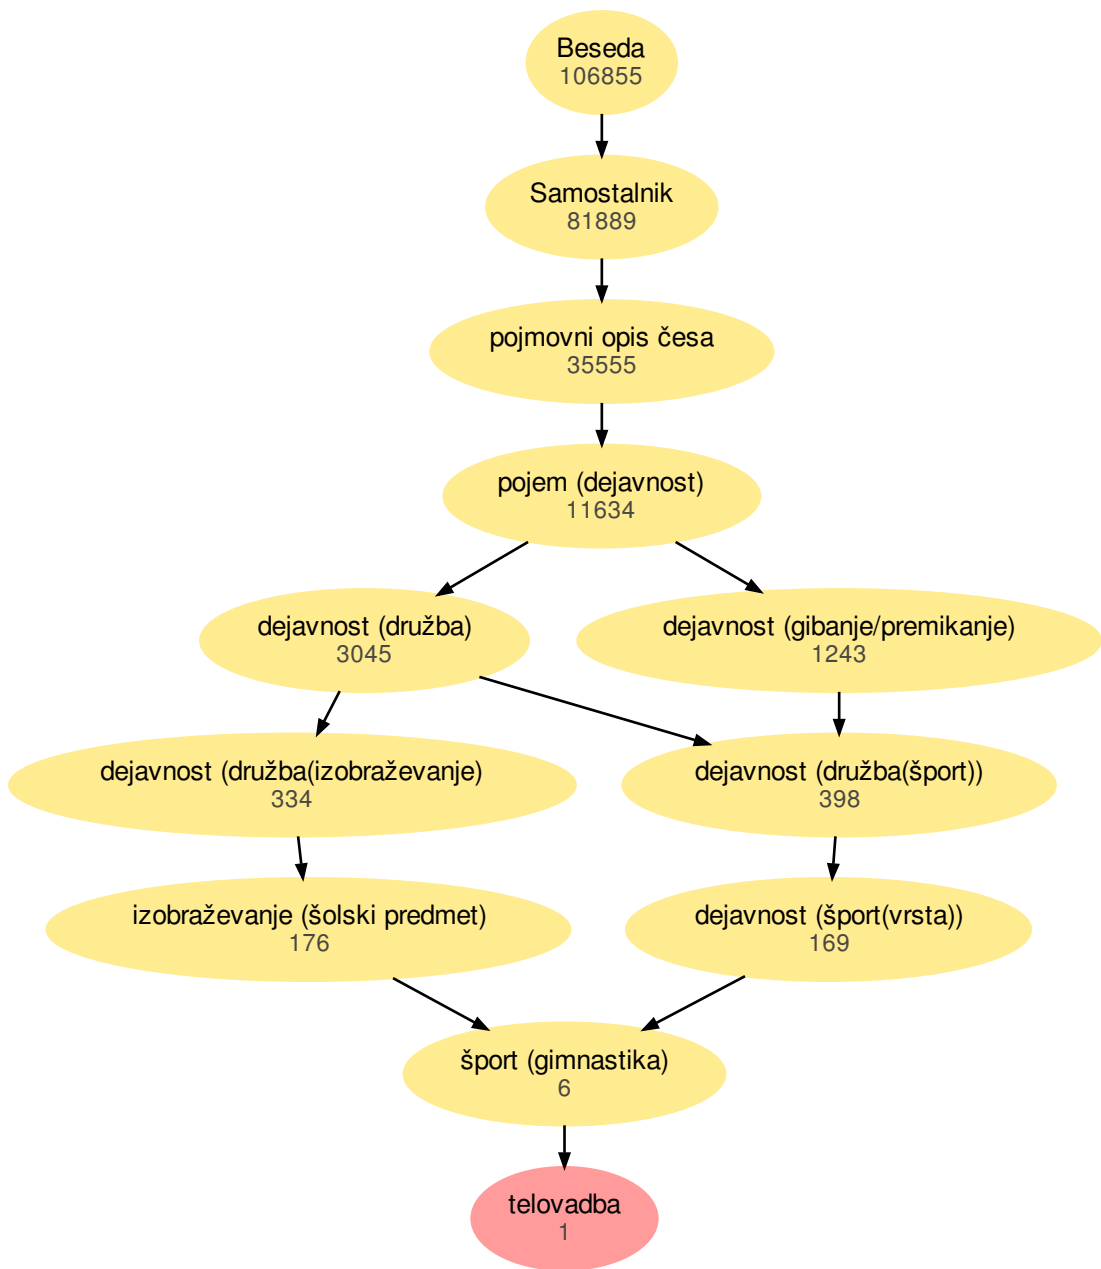 Beseda
106855
Samostalnik
81889
pojmovni opis česa
35555
pojem (dejavnost)
11634
dejavnost (družba)
3045
dejavnost (gibanje/premikanje)
1243
dejavnost (družba(izobraževanje)
334
dejavnost (družba(šport))
398
izobraževanje (šolski predmet)
176
dejavnost (šport(vrsta))
169
šport (gimnastika)
6
telovadba
1